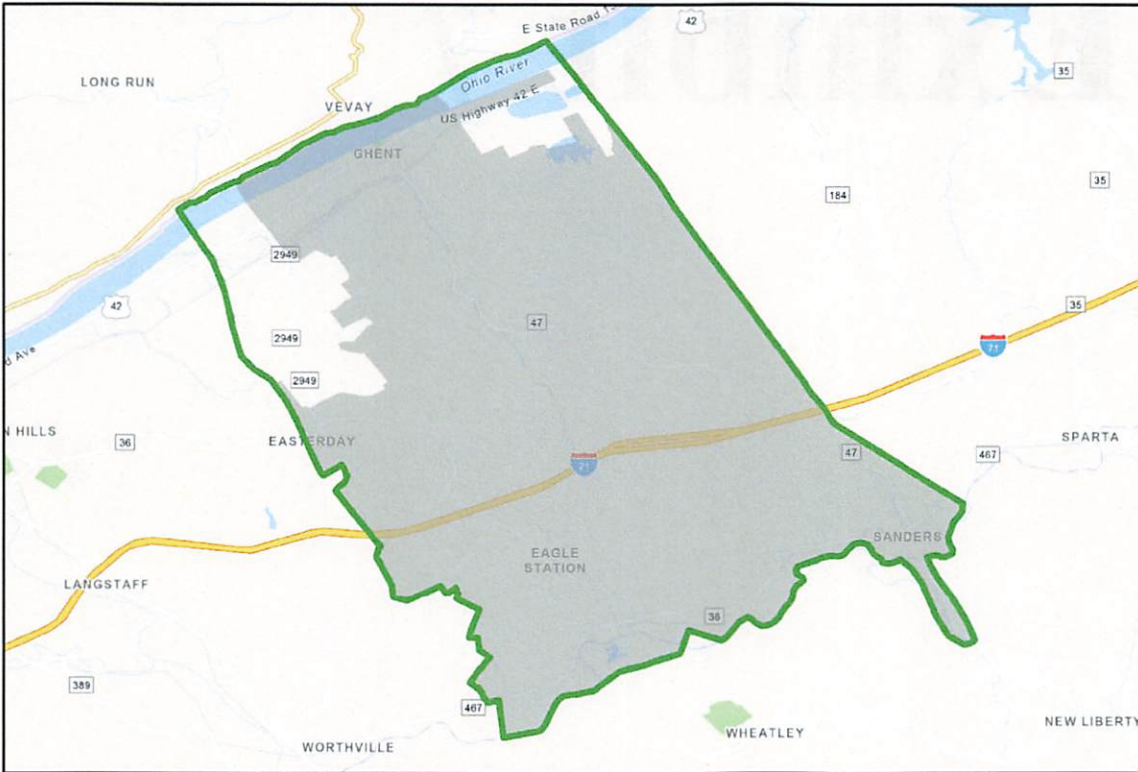 E State Road
42
Ohio River
35
LONG RUN
VEVAY
US Highway 42 E
GHENT
184
35
2949
42
47
35
2949
71
Ave
2949
N HILLS
36
EASTERDAY
SPARTA
71
47
467
SANDERS
EAGLE
STATION
LANGSTAFF
36
389
467
NEW LIBERTY
WORTHVILLE
WHEATLEY